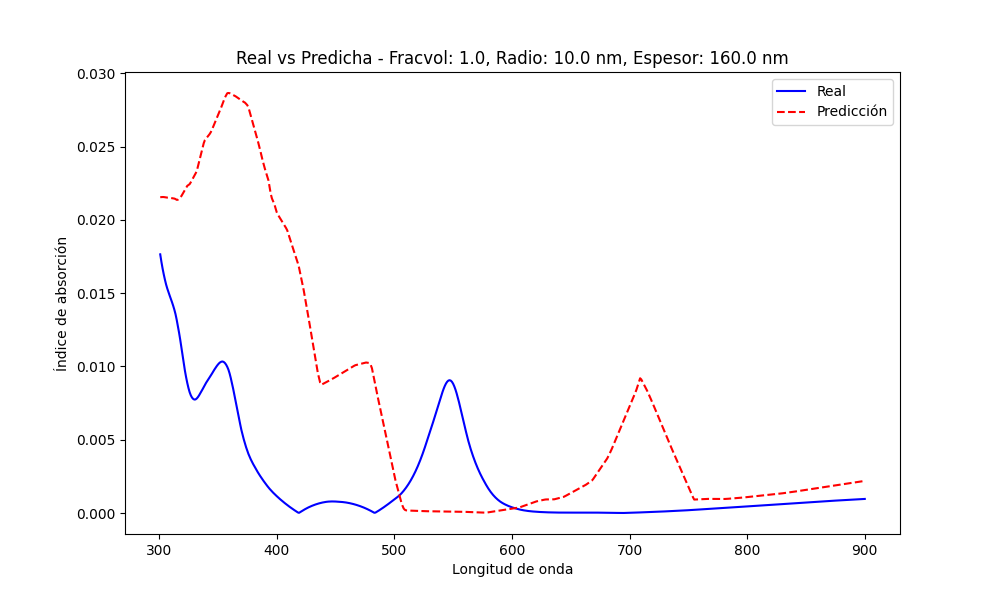 Real vs Predicha - Fracvol: 1.0, Radio: 10.0 nm, Espesor: 160.0 nm
Real
Predicción
Índice de absorción
0.030
0.025
0.020
0.015
0.010
0.005
0.000
300 400 500 600 700 800 900
Longitud de onda